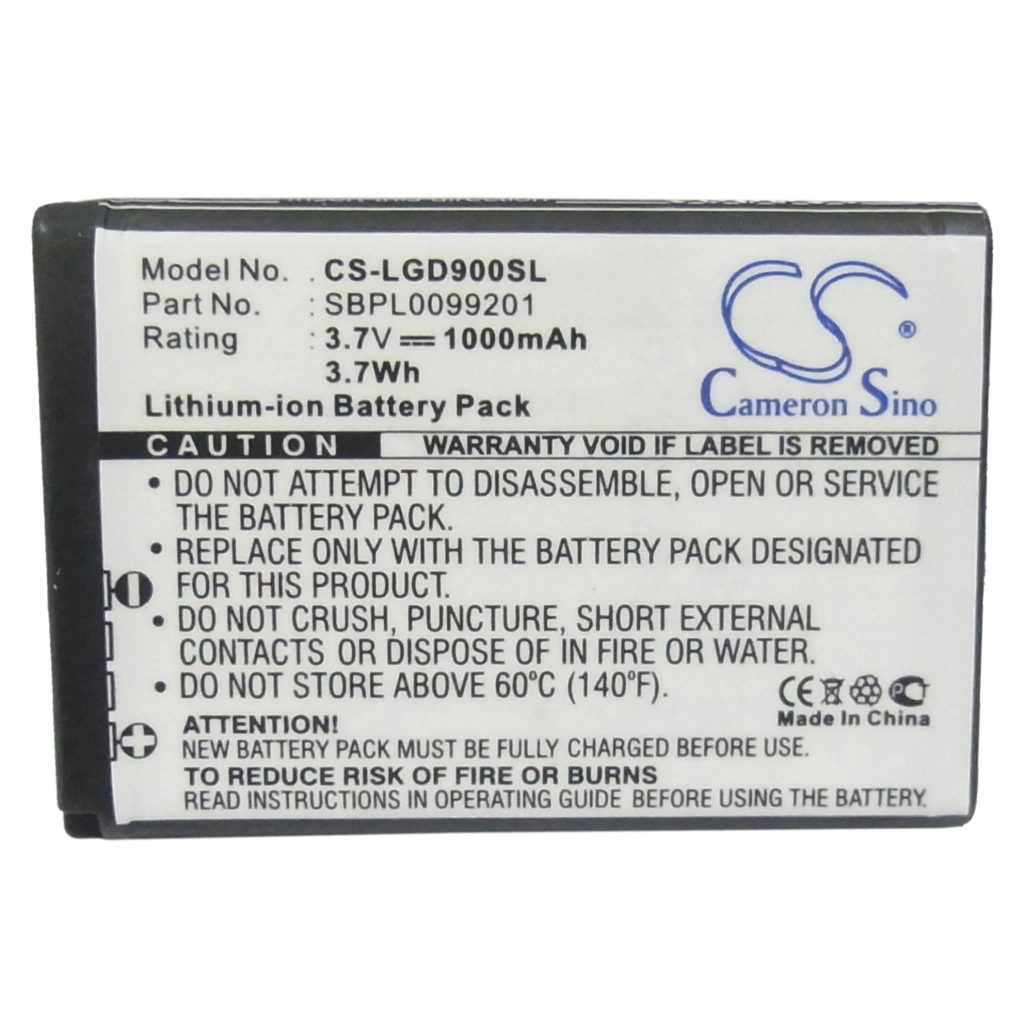 Insert this direction
Model No. : CS-LGD900SL
Part No. : SBPL0099201
Rating : 3.7V 1000mAh
3.7Wh
Lithium-ion Battery Pack
CS ®
Cameron Sino
CAUTION WARRANTY VOID IF LABEL IS REMOVED
• DO NOT ATTEMPT TO DISASSEMBLE, OPEN OR SERVICE
THE BATTERY PACK.
• REPLACE ONLY WITH THE BATTERY PACK DESIGNATED
FOR THIS PRODUCT.
• DO NOT CRUSH, PUNCTURE, SHORT EXTERNAL
CONTACTS OR DISPOSE OF IN FIRE OR WATER.
• DO NOT STORE ABOVE 60°C (140°F).
CE PCT
Made In China
ATTENTION!
NEW BATTERY PACK MUST BE FULLY CHARGED BEFORE USE.
TO REDUCE RISK OF FIRE OR BURNS
READ INSTRUCTIONS IN OPERATING GUIDE BEFORE USING THE BATTERY.